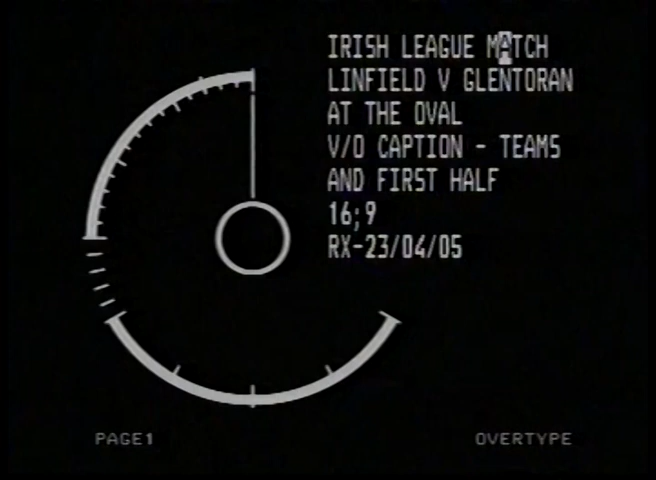 IRISH LEAGUE MATCH
LINFIELD V GLENTORAN
AT THE OVAL
V/O CAPTION - TEAMS
AND FIRST HALF
16;9
RX-23/04/05
PAGE1
OVERTYPE